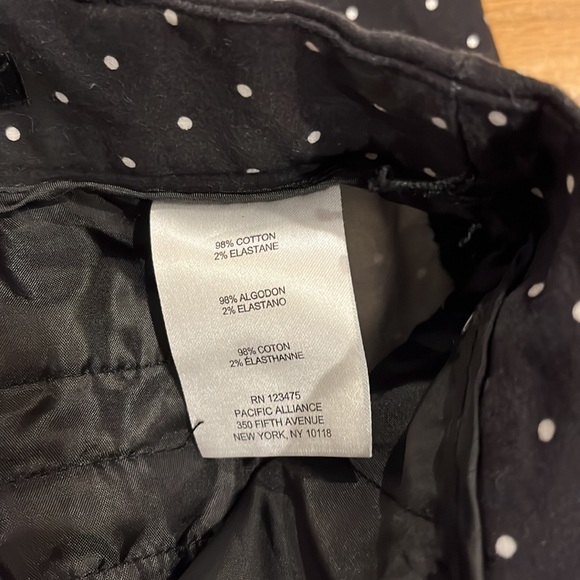 98% COTTON
2% ELASTANE
98% ALGODON
2% ELASTANO
98% COTON
2% ÉLASTHANNE
RN 123475
PACIFIC ALLIANCE
350 FIFTH AVENUE
NEW YORK, NY 10118